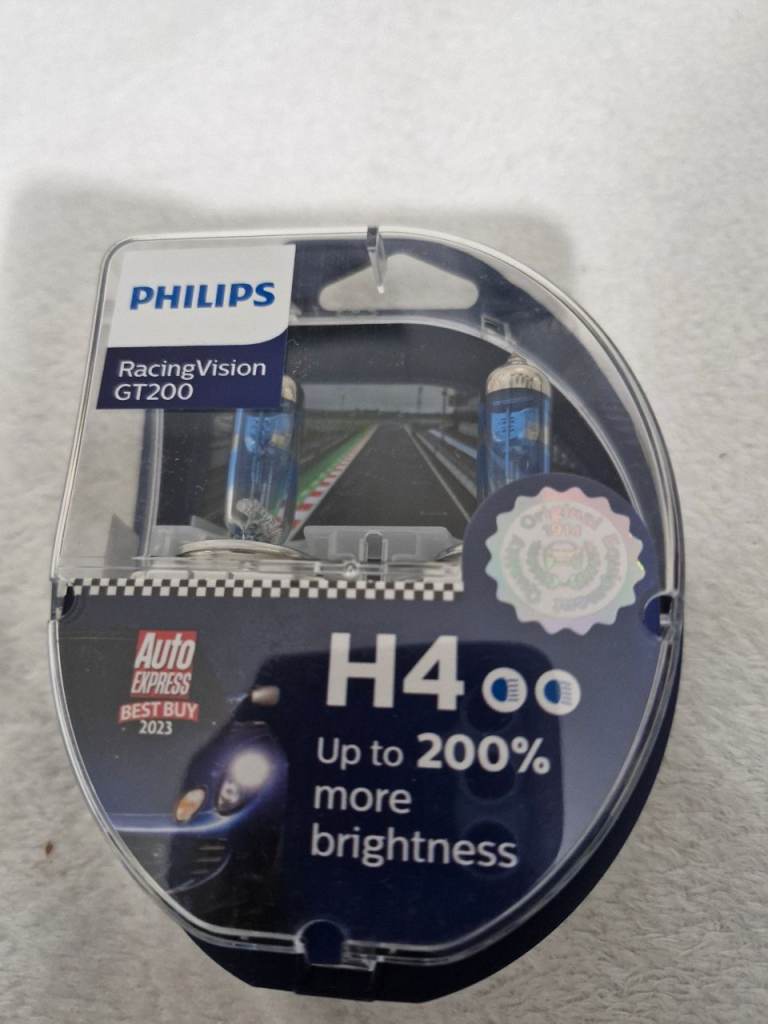 PHILIPS
RacingVision
GT200
Auto
EXPRESS
BEST BUY
2023
H4
Up to 200%
more
brightness